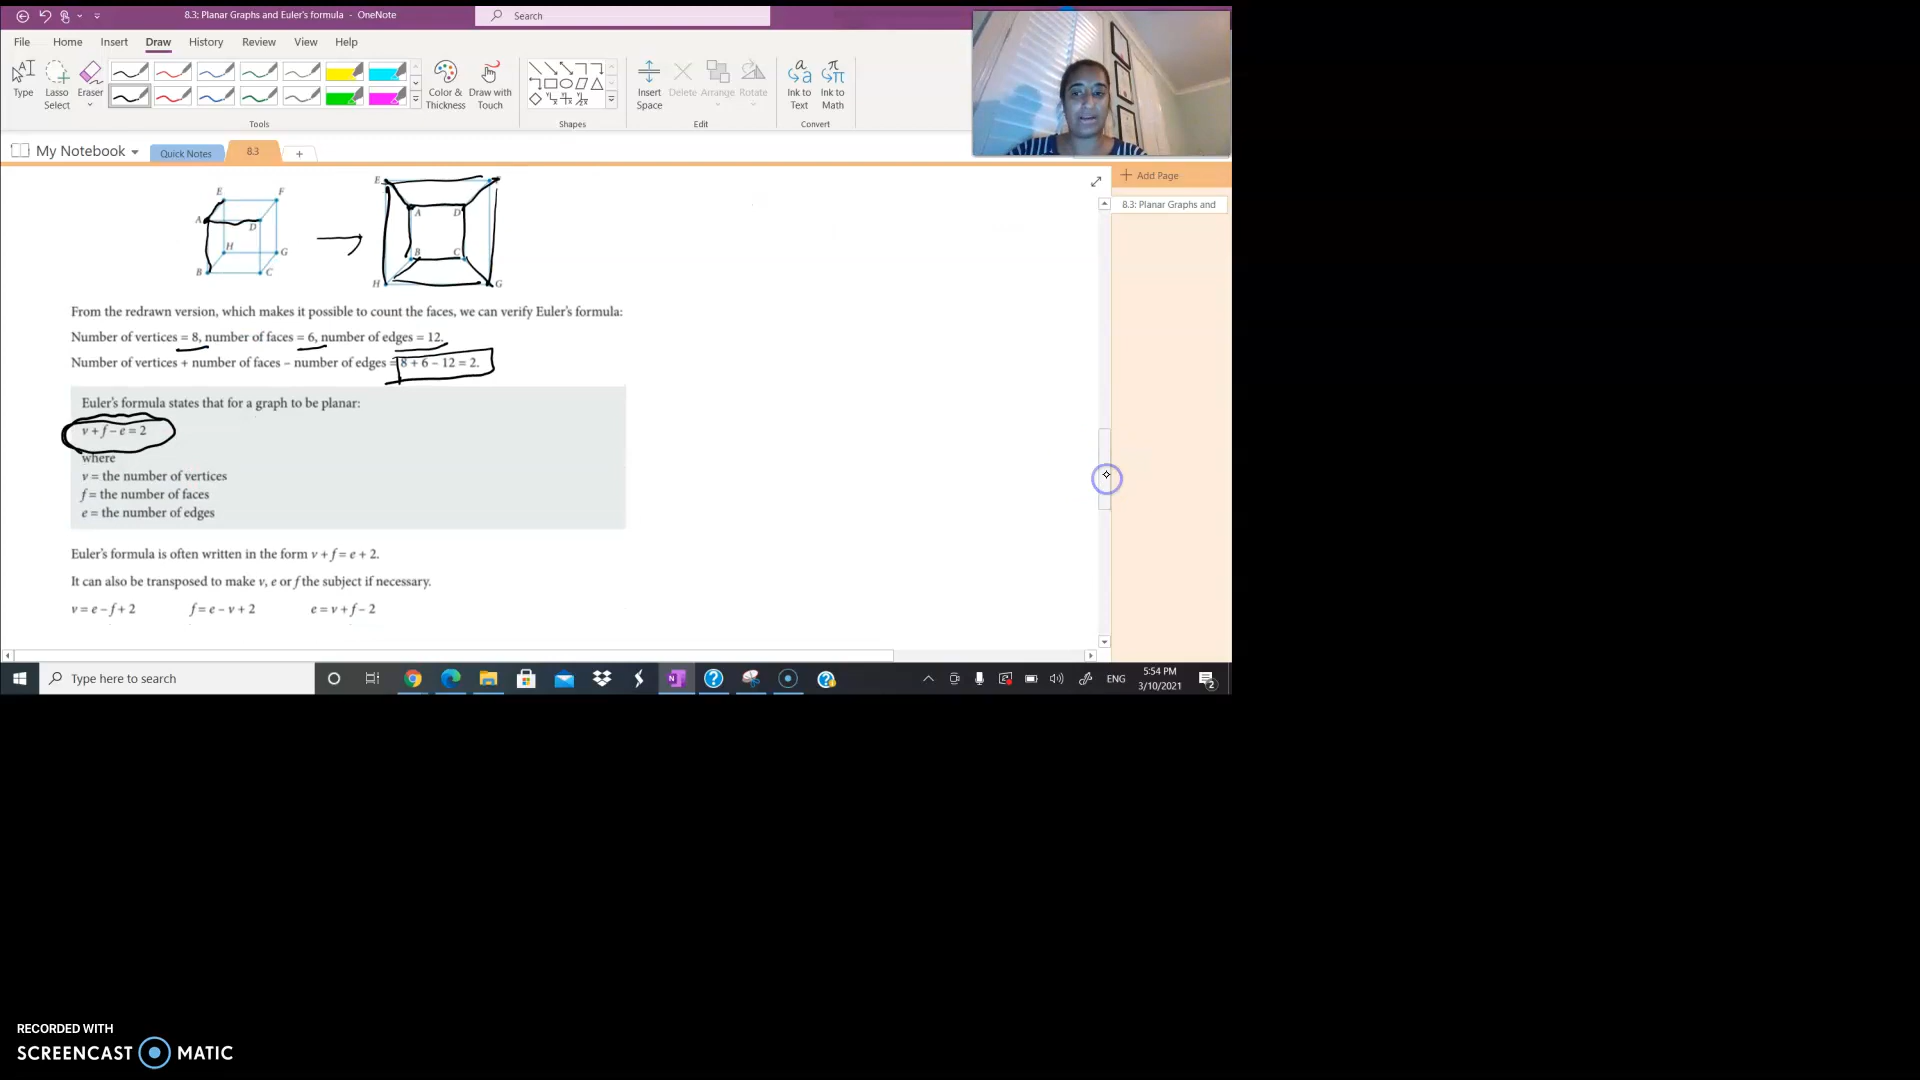 8.3: Planar Graphs and Euler's formula - OneNote
Search
File Home Insert Draw History Review View Help
Type
Lasso Select
Eraser
Color & Thickness
Draw with Touch
Insert Space
Delete
Arrange
Rotate
Ink to Text
Ink to Math
Tools Shapes Edit Convert
My Notebook Quick Notes 8.3 +
Add Page
8.3: Planar Graphs and
E F A D H G B C
E A D B C H G
From the redrawn version, which makes it possible to count the faces, we can verify Euler's formula:
Number of vertices = 8, number of faces = 6, number of edges = 12.
Number of vertices + number of faces – number of edges = 8 + 6 – 12 = 2.
Euler's formula states that for a graph to be planar:
v + f – e = 2
where
v = the number of vertices
f = the number of faces
e = the number of edges
Euler's formula is often written in the form v + f = e + 2.
It can also be transposed to make v, e or f the subject if necessary.
v = e – f + 2 f = e – v + 2 e = v + f – 2
Type here to search
ENG
5:54 PM
3/10/2021
2
RECORDED WITH
SCREENCAST MATIC